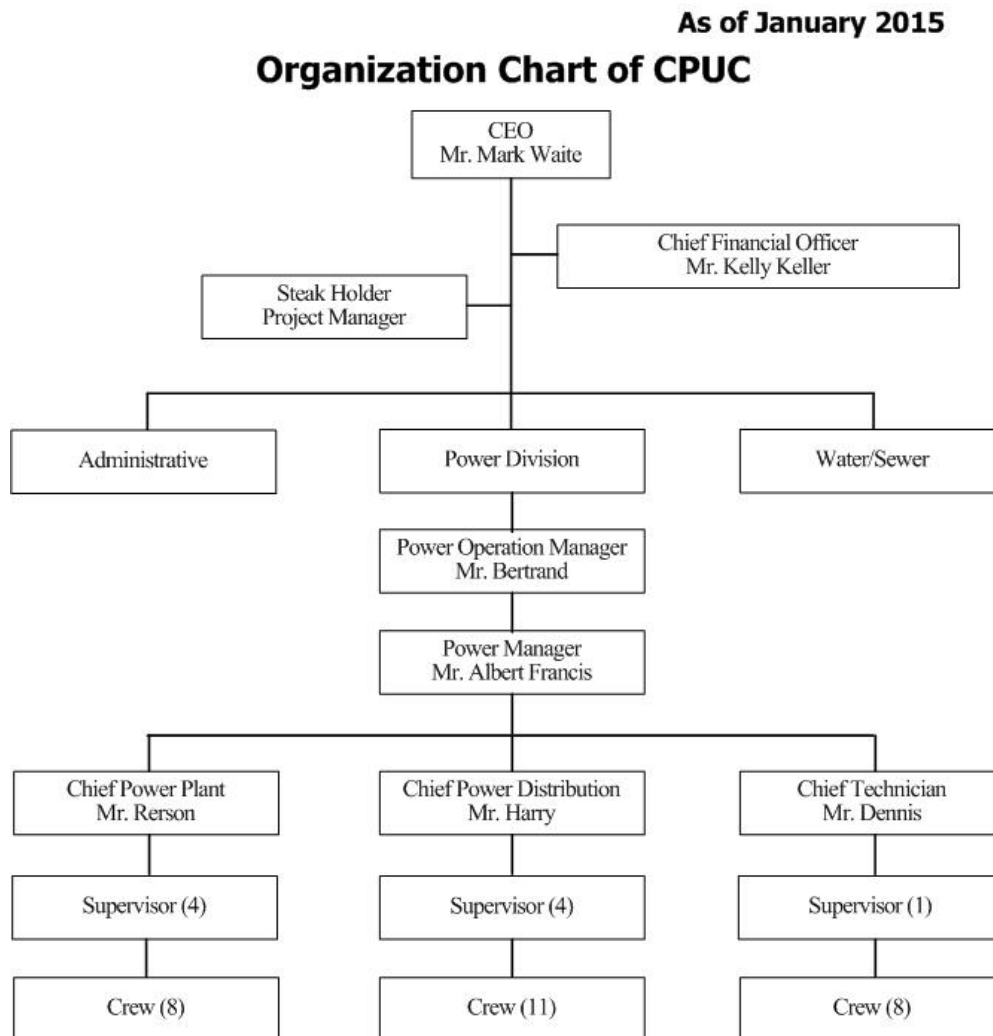 As of January 2015
Organization Chart of CPUC
CEO
Mr. Mark Waite
Chief Financial Officer
Mr. Kelly Keller
Steak Holder
Project Manager
Administrative
Power Division
Water/Sewer
Power Operation Manager
Mr. Bertrand
Power Manager
Mr. Albert Francis
Chief Power Plant
Mr. Rerson
Chief Power Distribution
Mr. Harry
Chief Technician
Mr. Dennis
Supervisor (4)
Supervisor (4)
Supervisor (1)
Crew (8)
Crew (11)
Crew (8)